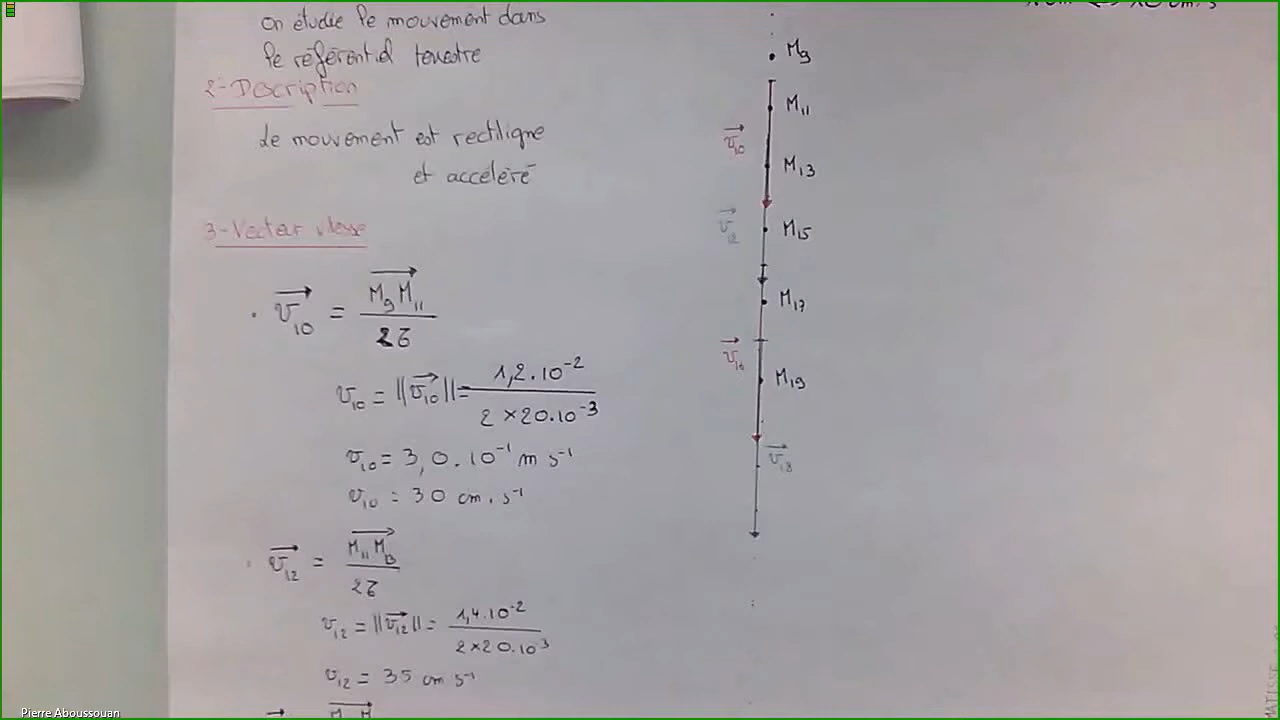 on étudie le mouvement dans
le référentiel terrestre
2-Description
Le mouvement est rectiligne
et accéléré
3-Vecteur vitesse
. v₁₀ = M₉M₁₁ / 2τ
v₁₀ = ||v₁₀|| = 1,2.10⁻² / 2×20.10⁻³
v₁₀ = 3,0.10⁻¹ m s⁻¹
v₁₀ = 30 cm.s⁻¹
. v₁₂ = M₁₁M₁₃ / 2τ
v₁₂ = ||v₁₂|| = 1,4.10⁻² / 2×20.10⁻³
v₁₂ = 35 cm s⁻¹
M₉
M₁₁
v₁₀
M₁₃
v₁₂
M₁₅
M₁₇
M₁₉
v₁₈
Pierre Aboussouan